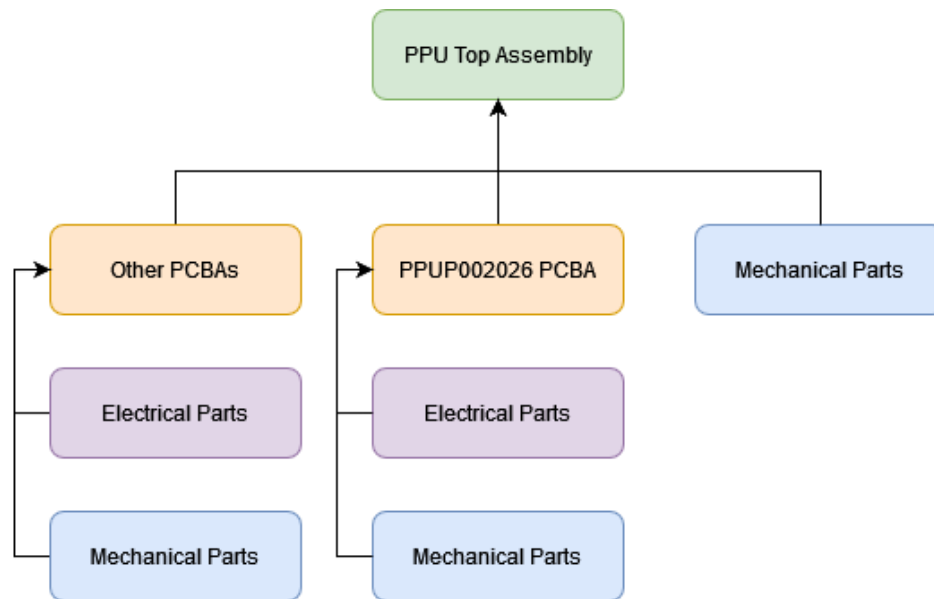 PPU Top Assembly
Other PCBAs
PPUP002026 PCBA
Mechanical Parts
Electrical Parts
Electrical Parts
Mechanical Parts
Mechanical Parts